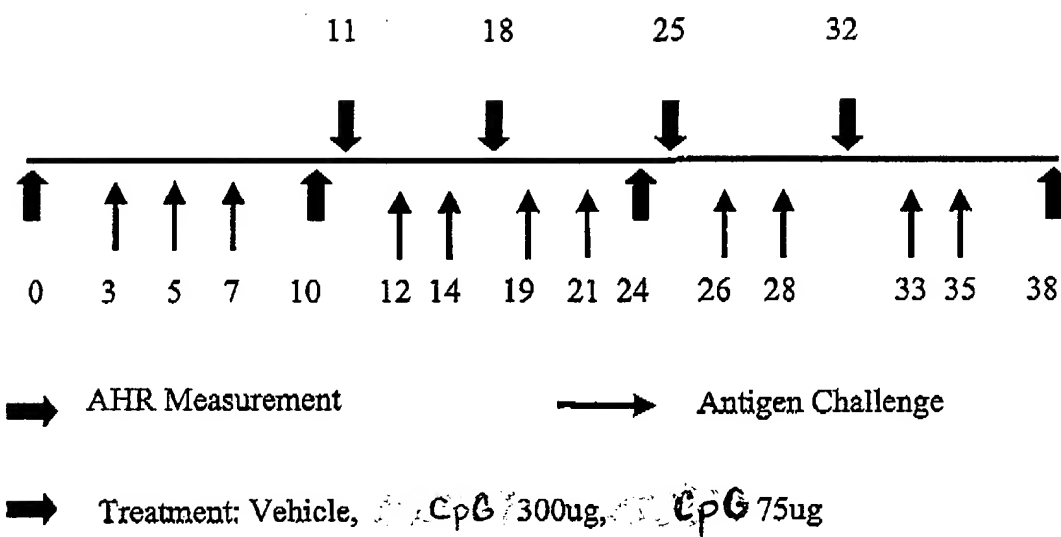 11 18 25 32
0 3 5 7 10 12 14 19 21 24 26 28 33 35 38
AHR Measurement Antigen Challenge
Treatment: Vehicle, CpG 300ug, CpG 75ug